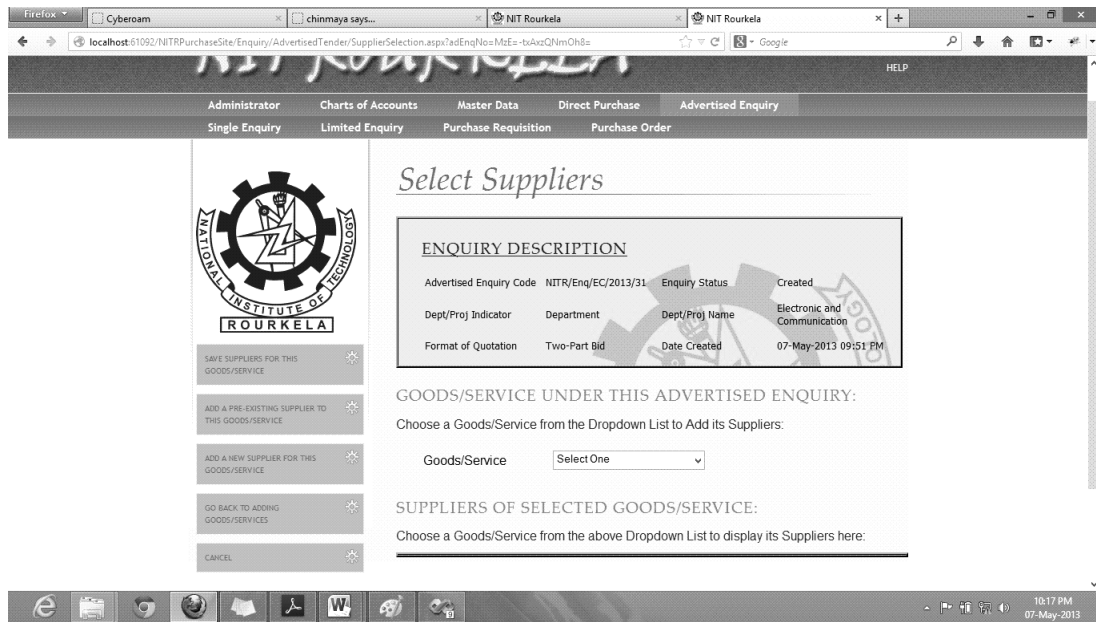 Firefox
Cyberoam × chinmaya says... × NIT Rourkela × NIT Rourkela × +
localhost:61092/NITRPurchaseSite/Enquiry/AdvertisedTender/SupplierSelection.aspx?adEnqNo=MzE=-txAxzQNmOh8= Google
NIT ROURKELA
HELP
Administrator Charts of Accounts Master Data Direct Purchase Advertised Enquiry
Single Enquiry Limited Enquiry Purchase Requisition Purchase Order
NATIONAL INSTITUTE OF TECHNOLOGY
ROURKELA
SAVE SUPPLIERS FOR THIS
GOODS/SERVICE
ADD A PRE-EXISTING SUPPLIER TO
THIS GOODS/SERVICE
ADD A NEW SUPPLIER FOR THIS
GOODS/SERVICE
GO BACK TO ADDING
GOODS/SERVICES
CANCEL
Select Suppliers
ENQUIRY DESCRIPTION
Advertised Enquiry Code NITR/Enq/EC/2013/31 Enquiry Status Created
Dept/Proj Indicator Department Dept/Proj Name Electronic and
Communication
Format of Quotation Two-Part Bid Date Created 07-May-2013 09:51 PM
GOODS/SERVICE UNDER THIS ADVERTISED ENQUIRY:
Choose a Goods/Service from the Dropdown List to Add its Suppliers:
Goods/Service Select One
SUPPLIERS OF SELECTED GOODS/SERVICE:
Choose a Goods/Service from the above Dropdown List to display its Suppliers here:
10:17 PM
07-May-2013